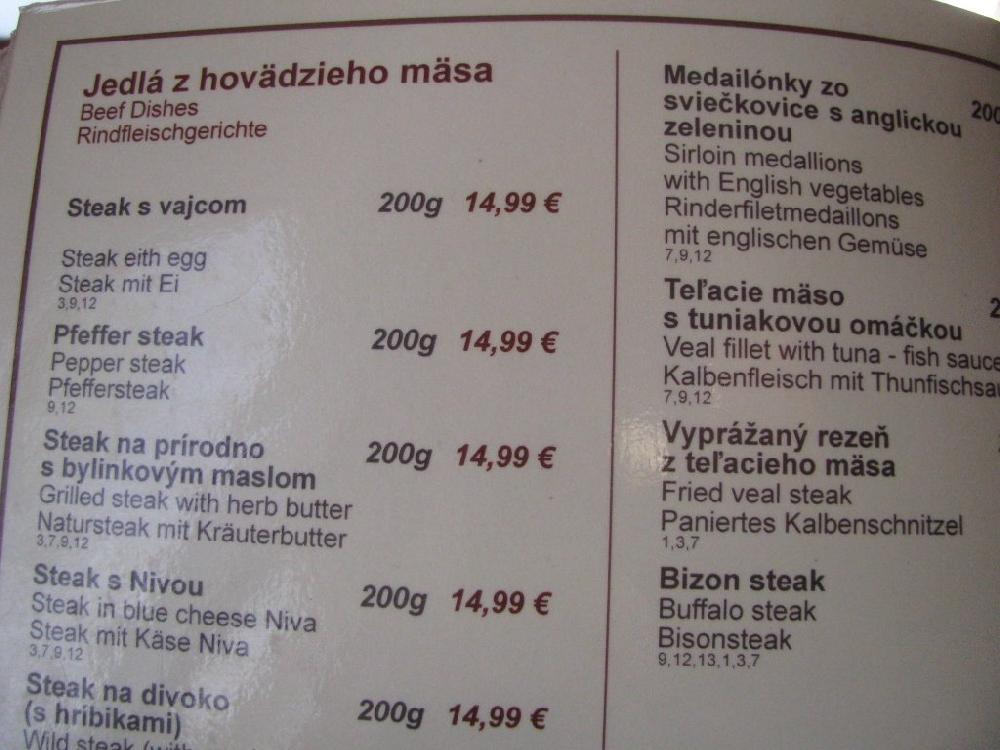 Jedlá z hovädzieho mäsa
Beef Dishes
Rindfleischgerichte
Steak s vajcom 200g 14,99 €
Steak eith egg
Steak mit Ei
3,9,12
Pfeffer steak 200g 14,99 €
Pepper steak
Pfeffersteak
9,12
Steak na prírodno
s bylinkovým maslom 200g 14,99 €
Grilled steak with herb butter
Natursteak mit Kräuterbutter
3,7,9,12
Steak s Nivou 200g 14,99 €
Steak in blue cheese Niva
Steak mit Käse Niva
3,7,9,12
Steak na divoko
(s hríbikami) 200g 14,99 €
Wild steak (with
Medailónky zo
sviečkovice s anglickou 200
zeleninou
Sirloin medallions
with English vegetables
Rinderfiletmedaillons
mit englischen Gemüse
7,9,12
Teľacie mäso
s tuniakovou omáčkou 2
Veal fillet with tuna - fish sauce
Kalbenfleisch mit Thunfischsa
7,9,12
Vyprážaný rezeň
z teľacieho mäsa
Fried veal steak
Paniertes Kalbenschnitzel
1,3,7
Bizon steak
Buffalo steak
Bisonsteak
9,12,13,1,3,7